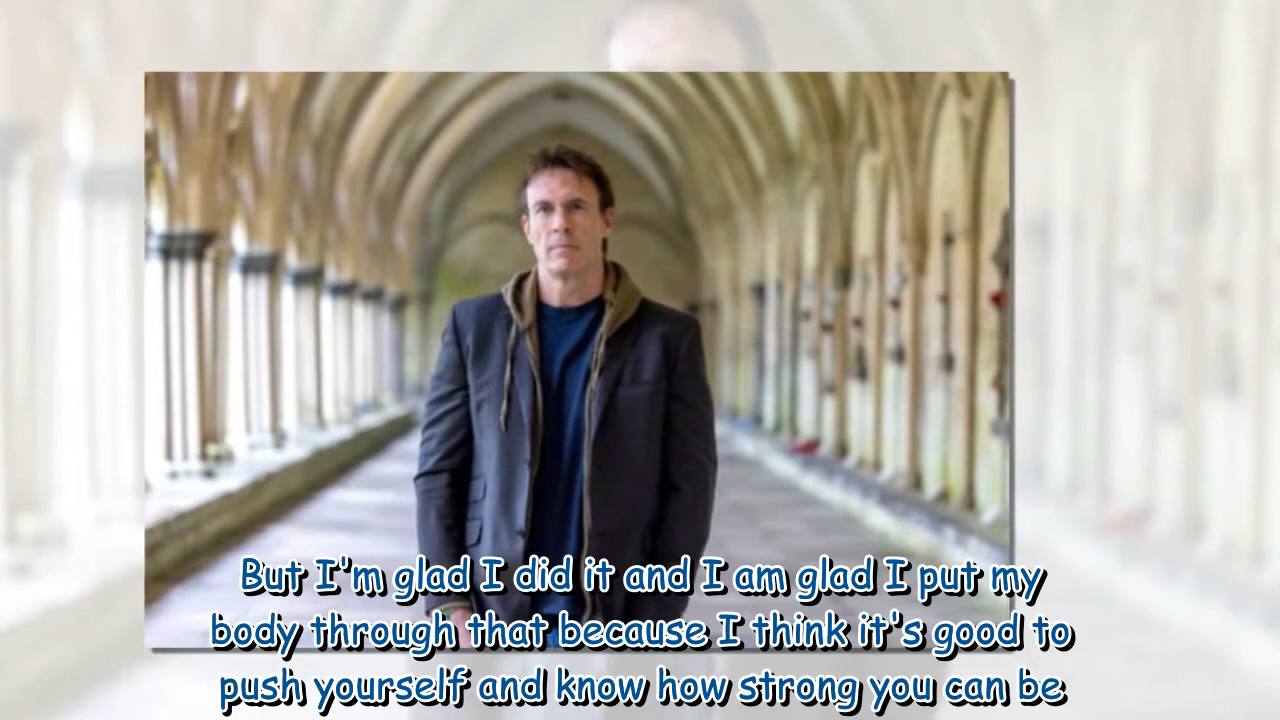 But I'm glad I did it and I am glad I put my
body through that because I think it's good to
push yourself and know how strong you can be